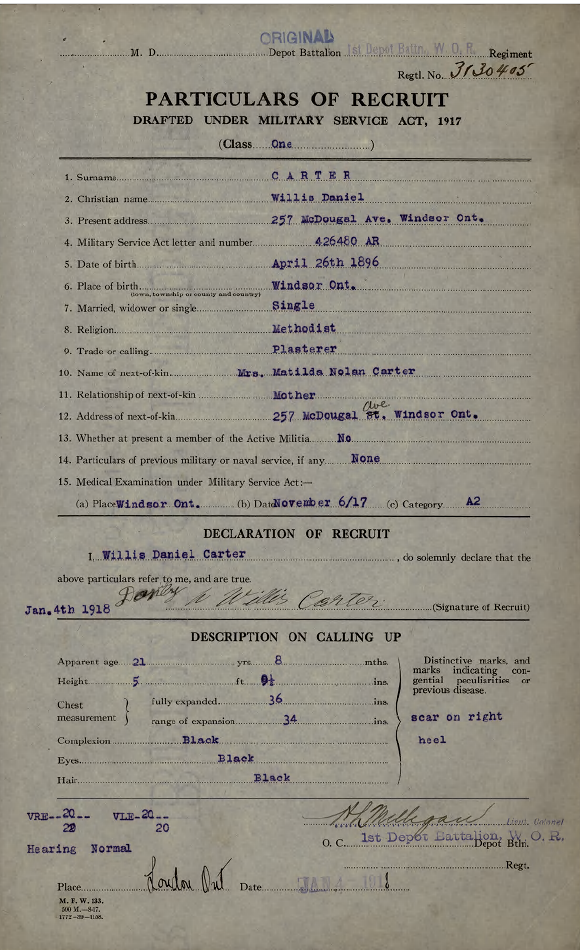 ORIGINAL
M. D. Depot Battalion 1st Depot Battn. W. O. R. Regiment
Regtl. No. 3130405
PARTICULARS OF RECRUIT
DRAFTED UNDER MILITARY SERVICE ACT, 1917
(Class One )
1. Surname CARTER
2. Christian name Willis Daniel
3. Present address 257 McDougal Ave. Windsor Ont.
4. Military Service Act letter and number 426480 AR
5. Date of birth April 26th 1896
6. Place of birth Windsor Ont.
(town, township or county and country)
7. Married, widower or single Single
8. Religion Methodist
9. Trade or calling Plasterer
10. Name of next-of-kin Mrs. Matilda Nolan Carter
11. Relationship of next-of-kin Mother
ave
12. Address of next-of-kin 257 McDougal st. Windsor Ont.
13. Whether at present a member of the Active Militia No
14. Particulars of previous military or naval service, if any None
15. Medical Examination under Military Service Act:—
(a) Place Windsor Ont. (b) Date November 6/17 (c) Category A2
DECLARATION OF RECRUIT
I, Willis Daniel Carter , do solemnly declare that the
above particulars refer to me, and are true.
Jan.4th 1918 Willis Carter (Signature of Recruit)
DESCRIPTION ON CALLING UP
Apparent age 21 yrs. 8 mths.
Height 5 ft. ins.
Chest measurement } fully expanded 36 ins.
range of expansion 34 ins.
Complexion Black
Eyes Black
Hair Black
Distinctive marks, and
marks indicating con-
genital peculiarities or
previous disease.
scar on right
heel
VRE--20-- VLE-20--
20 20
Hearing Normal
Lieut. Colonel
O. C. 1st Depot Battalion, W. O. R. Depot Btln.
Regt.
Place London Ont Date JAN 4 1918
M. F. W. 133.
500 M.—8-17.
1772-39-4158.